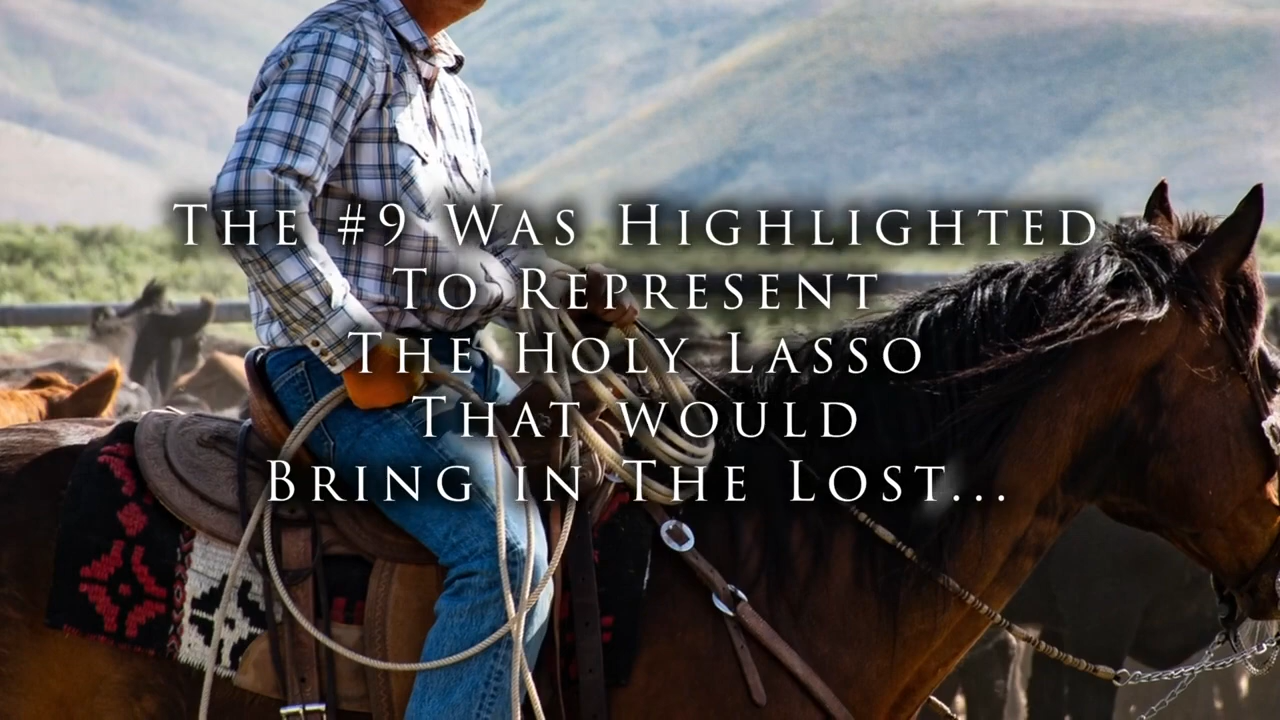 The #9 Was Highlighted
To Represent
The Holy Lasso
That would
Bring in The Lost...